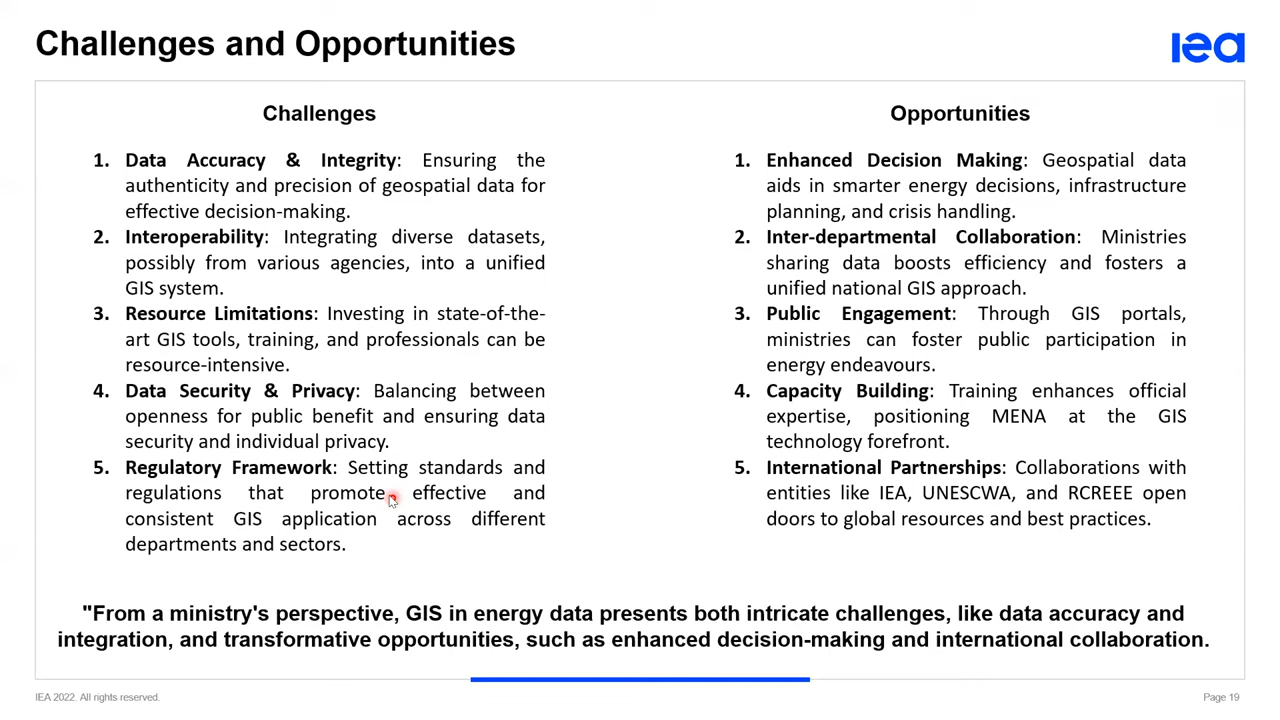 Challenges and Opportunities
iea
Challenges
1. Data Accuracy & Integrity: Ensuring the
authenticity and precision of geospatial data for
effective decision-making.
2. Interoperability: Integrating diverse datasets,
possibly from various agencies, into a unified
GIS system.
3. Resource Limitations: Investing in state-of-the-
art GIS tools, training, and professionals can be
resource-intensive.
4. Data Security & Privacy: Balancing between
openness for public benefit and ensuring data
security and individual privacy.
5. Regulatory Framework: Setting standards and
regulations that promote effective and
consistent GIS application across different
departments and sectors.
Opportunities
1. Enhanced Decision Making: Geospatial data
aids in smarter energy decisions, infrastructure
planning, and crisis handling.
2. Inter-departmental Collaboration: Ministries
sharing data boosts efficiency and fosters a
unified national GIS approach.
3. Public Engagement: Through GIS portals,
ministries can foster public participation in
energy endeavours.
4. Capacity Building: Training enhances official
expertise, positioning MENA at the GIS
technology forefront.
5. International Partnerships: Collaborations with
entities like IEA, UNESCWA, and RCREEE open
doors to global resources and best practices.
"From a ministry's perspective, GIS in energy data presents both intricate challenges, like data accuracy and
integration, and transformative opportunities, such as enhanced decision-making and international collaboration.
IEA 2022. All rights reserved.
Page 19